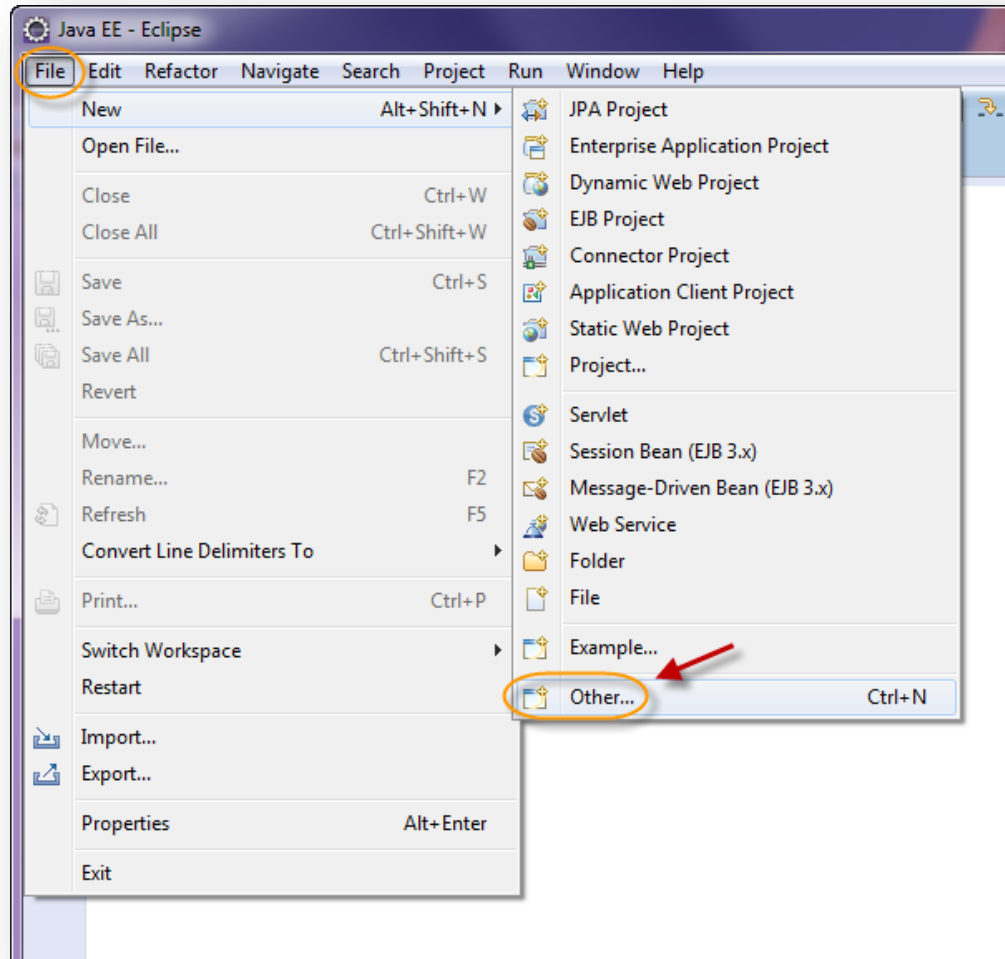 Java EE - Eclipse
File Edit Refactor Navigate Search Project Run Window Help
New Alt+Shift+N
Open File...
Close Ctrl+W
Close All Ctrl+Shift+W
Save Ctrl+S
Save As...
Save All Ctrl+Shift+S
Revert
Move...
Rename... F2
Refresh F5
Convert Line Delimiters To
Print... Ctrl+P
Switch Workspace
Restart
Import...
Export...
Properties Alt+Enter
Exit
JPA Project
Enterprise Application Project
Dynamic Web Project
EJB Project
Connector Project
Application Client Project
Static Web Project
Project...
Servlet
Session Bean (EJB 3.x)
Message-Driven Bean (EJB 3.x)
Web Service
Folder
File
Example...
Other... Ctrl+N